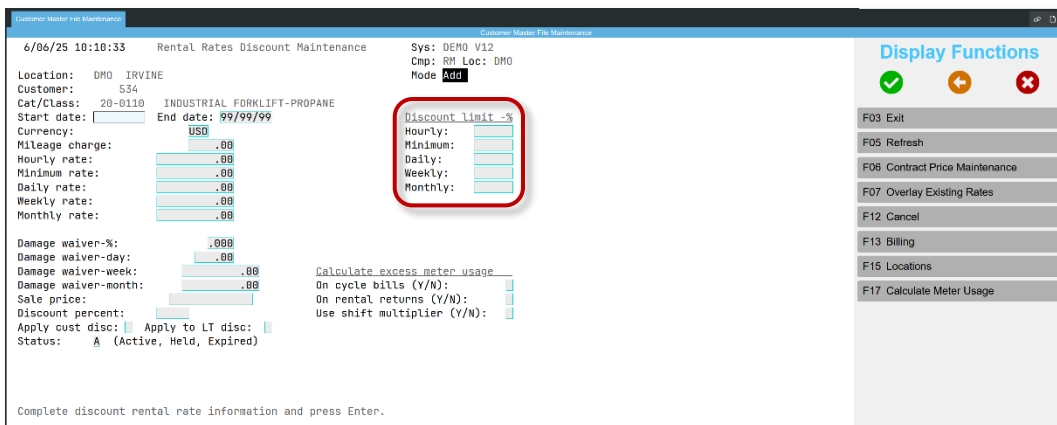 Customer Master File Maintenance
Customer Master File Maintenance
6/06/25 10:10:33 Rental Rates Discount Maintenance Sys: DEMO V12
Cmp: RM Loc: DMO
Location: DMO IRVINE Mode Add
Customer: 534
Cat/Class: 20-0110 INDUSTRIAL FORKLIFT-PROPANE
Start date: End date: 99/99/99 Discount limit -%
Currency: USD Hourly:
Mileage charge: .00 Minimum:
Hourly rate: .00 Daily:
Minimum rate: .00 Weekly:
Daily rate: .00 Monthly:
Weekly rate: .00
Monthly rate: .00
Damage waiver-%: .000
Damage waiver-day: .00
Damage waiver-week: .00 Calculate excess meter usage
Damage waiver-month: .00 On cycle bills (Y/N):
Sale price: On rental returns (Y/N):
Discount percent: Use shift multiplier (Y/N):
Apply cust disc: Apply to LT disc:
Status: A (Active, Held, Expired)
Complete discount rental rate information and press Enter.
Display Functions
F03 Exit
F05 Refresh
F06 Contract Price Maintenance
F07 Overlay Existing Rates
F12 Cancel
F13 Billing
F15 Locations
F17 Calculate Meter Usage